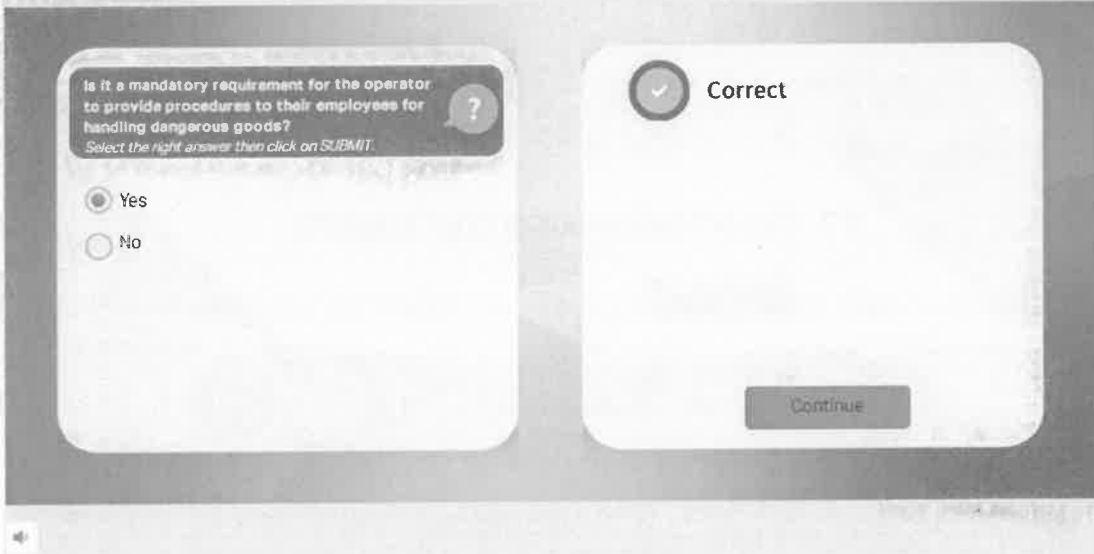 Is it a mandatory requirement for the operator
to provide procedures to their employees for
handling dangerous goods?
Select the right answer then click on SUBMIT.
?
Yes
No
Correct
Continue